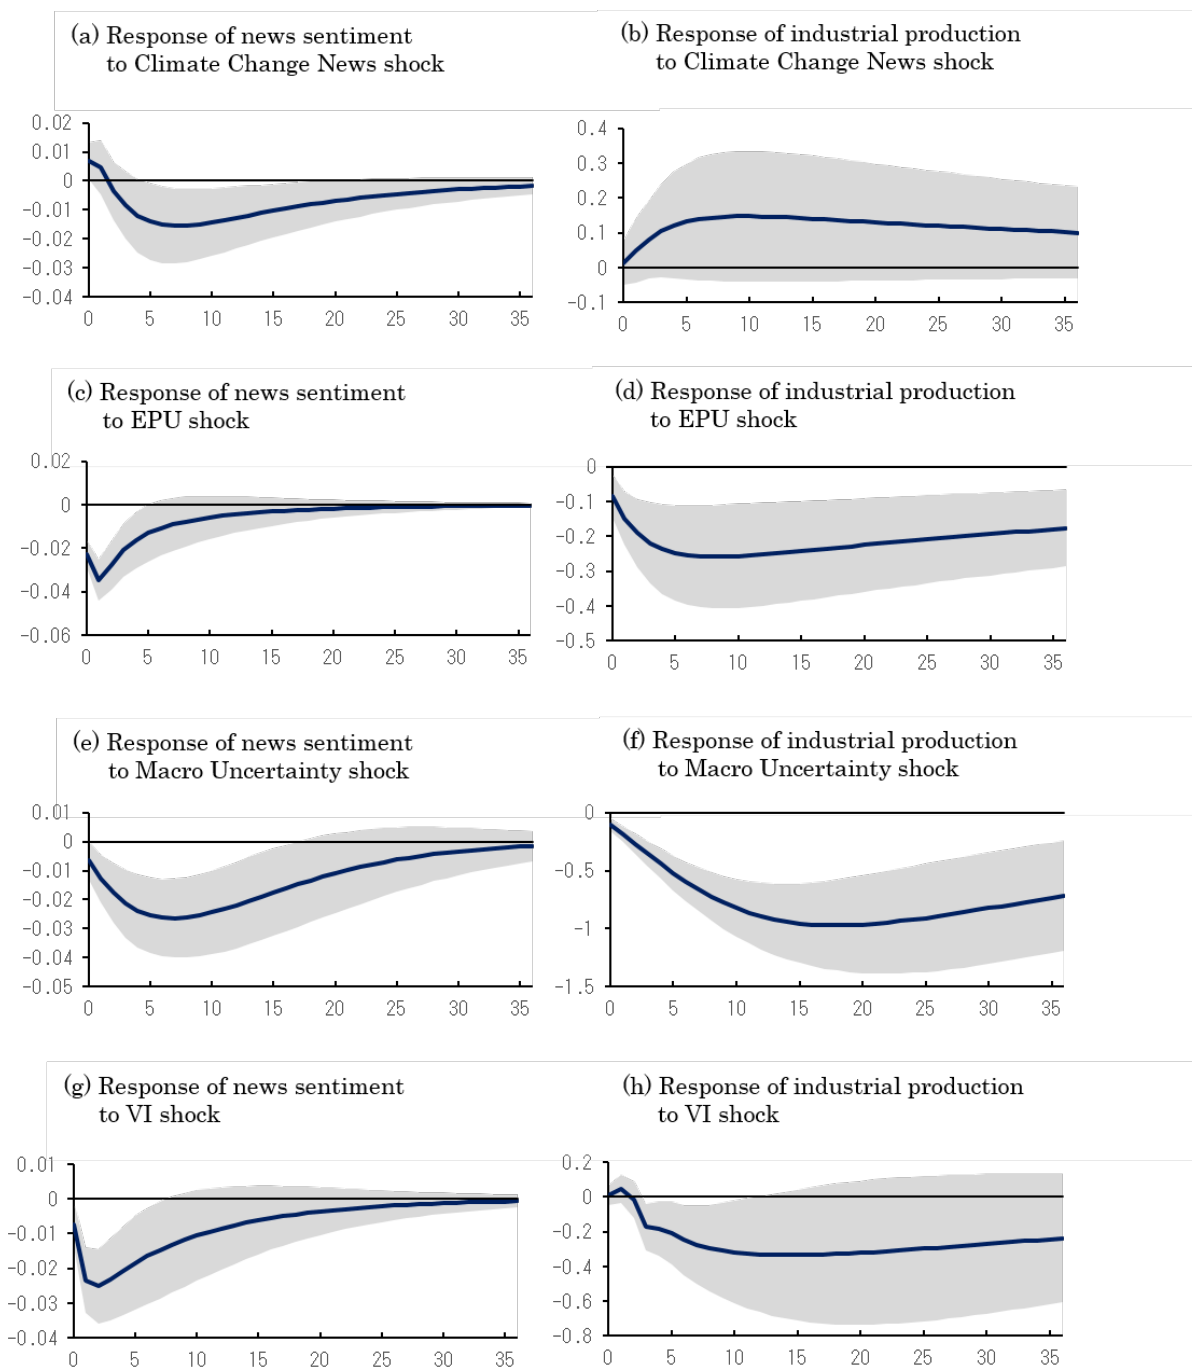 (a) Response of news sentiment
to Climate Change News shock
0.02
0.01
0
-0.01
-0.02
-0.03
-0.04
0 5 10 15 20 25 30 35
(b) Response of industrial production
to Climate Change News shock
0.4
0.3
0.2
0.1
0
-0.1
0 5 10 15 20 25 30 35
(c) Response of news sentiment
to EPU shock
0.02
0
-0.02
-0.04
-0.06
0 5 10 15 20 25 30 35
(d) Response of industrial production
to EPU shock
0
-0.1
-0.2
-0.3
-0.4
-0.5
0 5 10 15 20 25 30 35
(e) Response of news sentiment
to Macro Uncertainty shock
0.01
0
-0.01
-0.02
-0.03
-0.04
-0.05
0 5 10 15 20 25 30 35
(f) Response of industrial production
to Macro Uncertainty shock
0
-0.5
-1
-1.5
0 5 10 15 20 25 30 35
(g) Response of news sentiment
to VI shock
0.01
0
-0.01
-0.02
-0.03
-0.04
0 5 10 15 20 25 30 35
(h) Response of industrial production
to VI shock
0.2
0
-0.2
-0.4
-0.6
-0.8
0 5 10 15 20 25 30 35